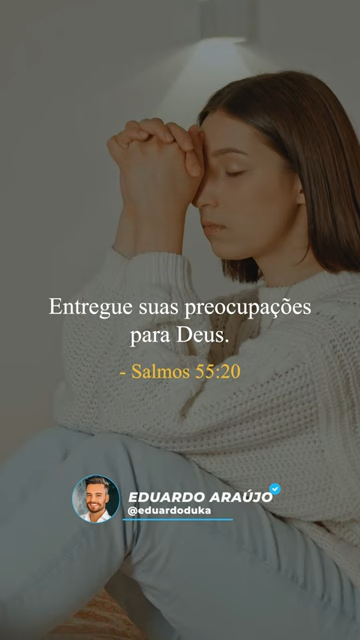 Entregue suas preocupações
para Deus.
- Salmos 55:20
EDUARDO ARAÚJO
@eduardoduka